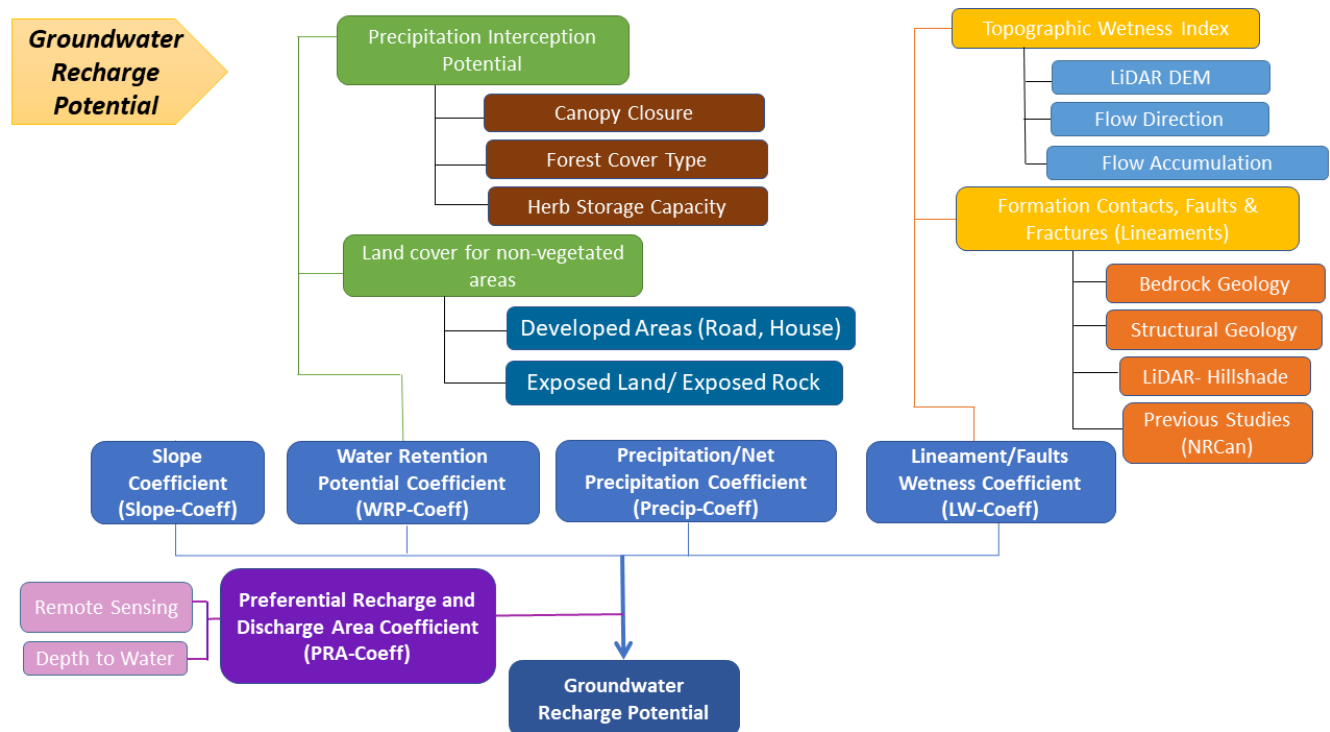 Groundwater
Recharge
Potential
Precipitation Interception
Potential
Canopy Closure
Forest Cover Type
Herb Storage Capacity
Land cover for non-vegetated
areas
Developed Areas (Road, House)
Exposed Land/ Exposed Rock
Topographic Wetness Index
LiDAR DEM
Flow Direction
Flow Accumulation
Formation Contacts, Faults &
Fractures (Lineaments)
Bedrock Geology
Structural Geology
LiDAR- Hillshade
Previous Studies
(NRCan)
Slope
Coefficient
(Slope-Coeff)
Water Retention
Potential Coefficient
(WRP-Coeff)
Precipitation/Net
Precipitation Coefficient
(Precip-Coeff)
Lineament/Faults
Wetness Coefficient
(LW-Coeff)
Remote Sensing
Depth to Water
Preferential Recharge and
Discharge Area Coefficient
(PRA-Coeff)
Groundwater
Recharge Potential